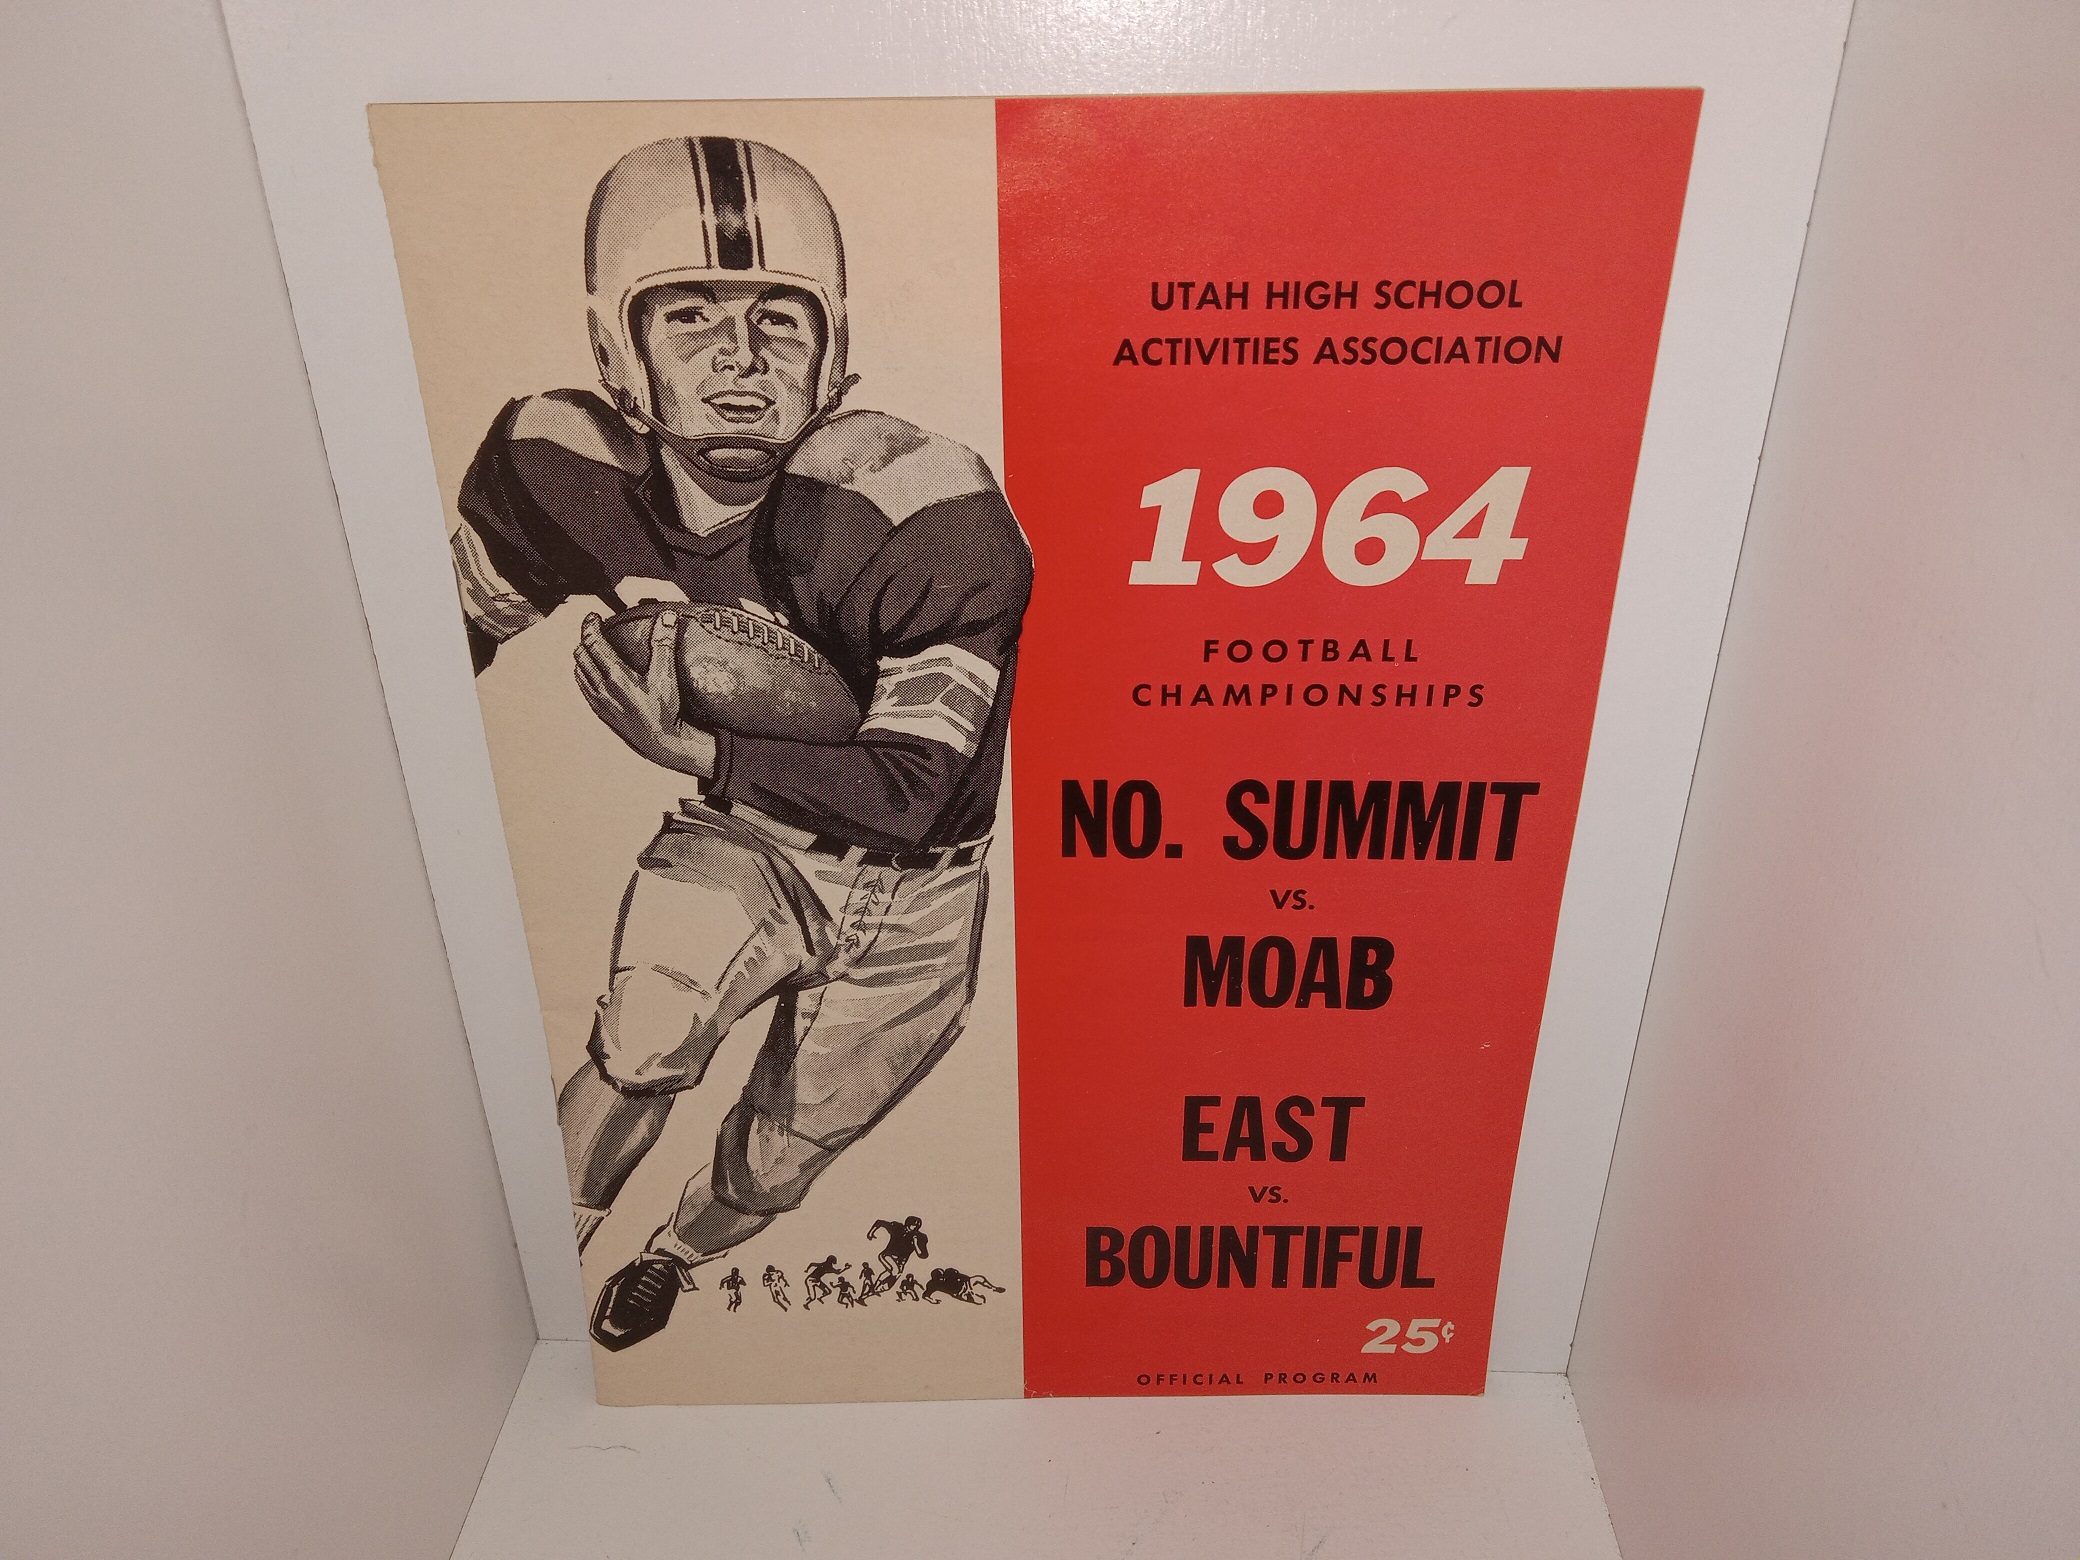 UTAH HIGH SCHOOL
ACTIVITIES ASSOCIATION
1964
FOOTBALL
CHAMPIONSHIPS
NO. SUMMIT
VS.
MOAB
EAST
VS.
BOUNTIFUL
25¢
OFFICIAL PROGRAM